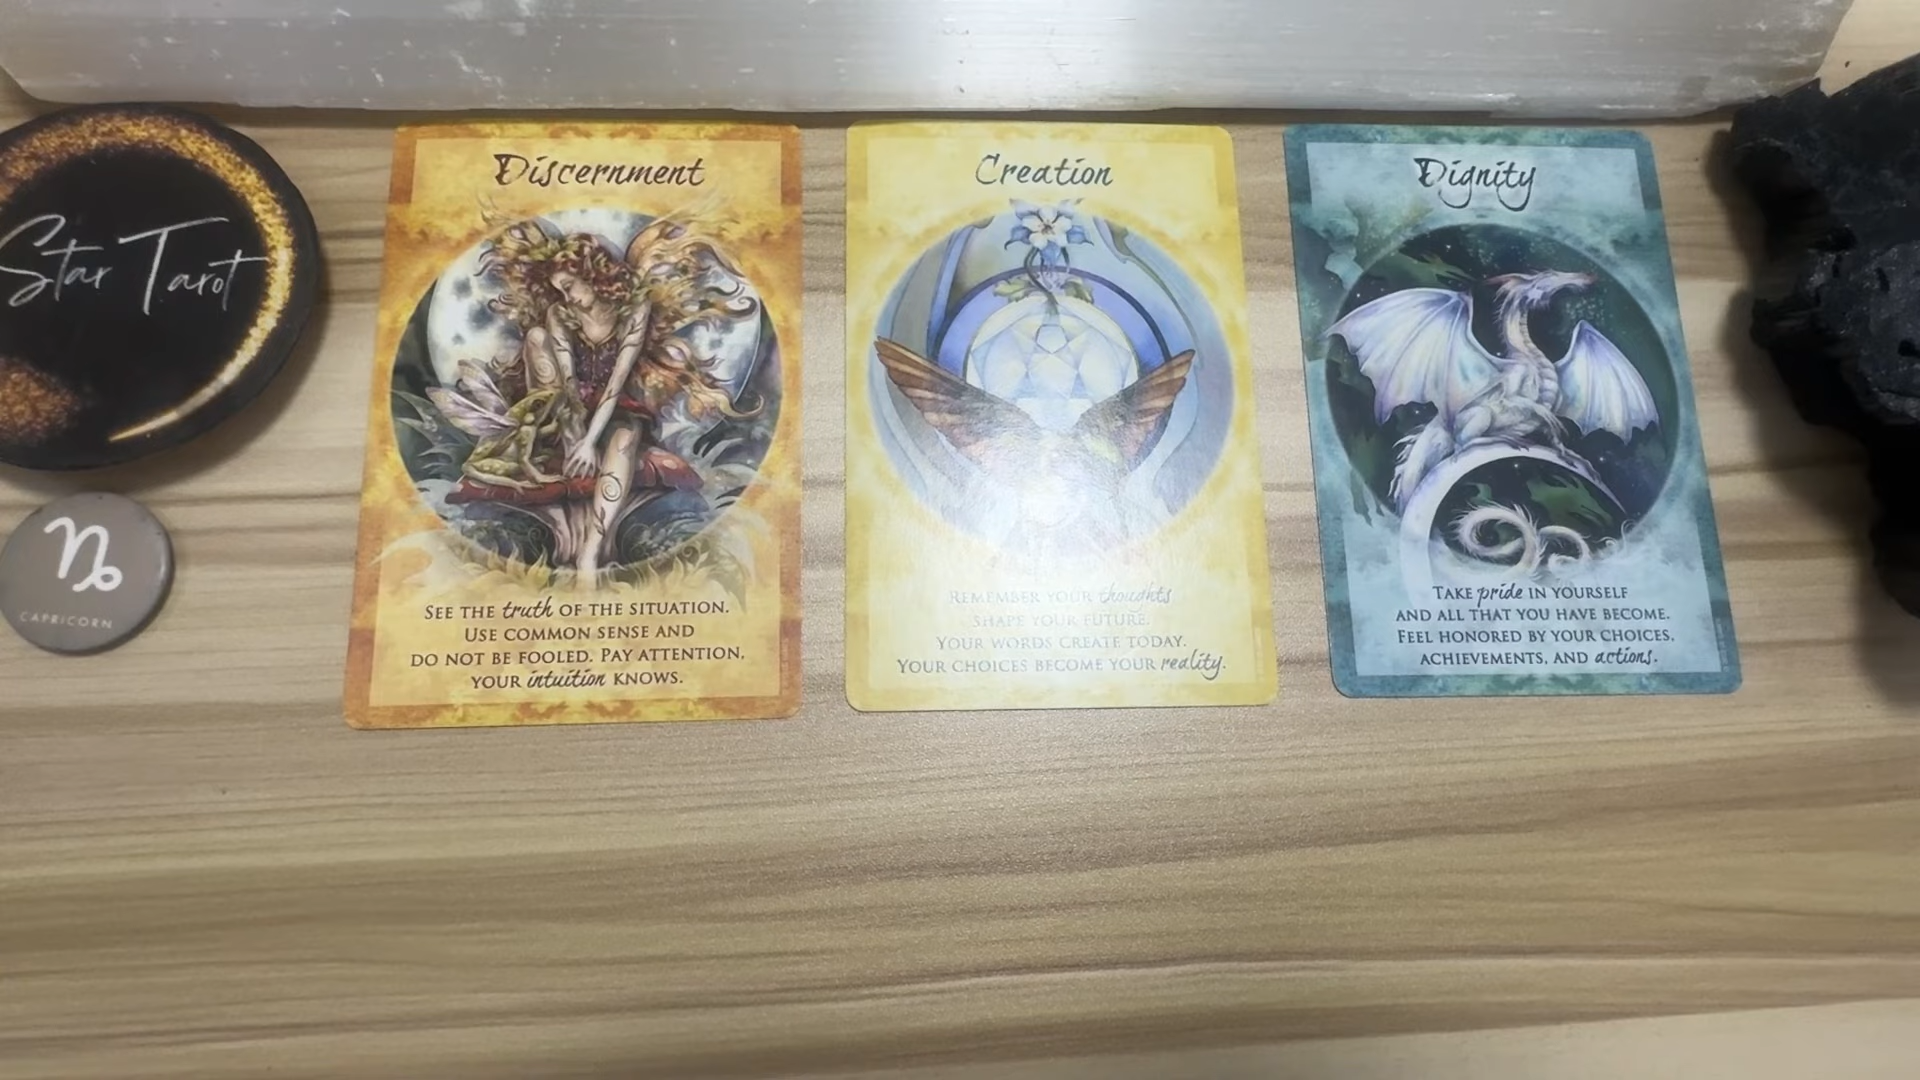 Star Tarot
CAPRICORN
Discernment
SEE THE truth OF THE SITUATION.
USE COMMON SENSE AND
DO NOT BE FOOLED. PAY ATTENTION,
YOUR intuition KNOWS.
Creation
REMEMBER YOUR thoughts
SHAPE YOUR FUTURE.
YOUR WORDS CREATE TODAY.
YOUR CHOICES BECOME YOUR reality.
Dignity
TAKE pride IN YOURSELF
AND ALL THAT YOU HAVE BECOME.
FEEL HONORED BY YOUR CHOICES,
ACHIEVEMENTS, AND actions.